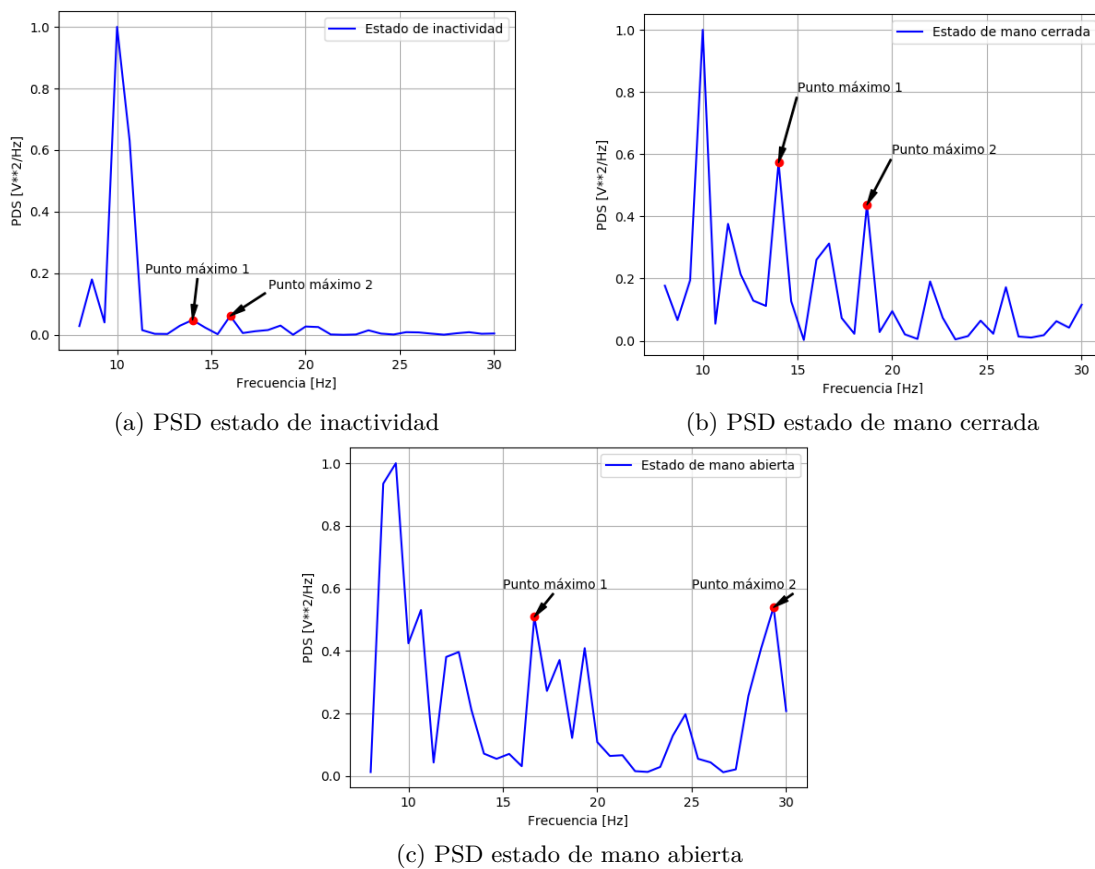 Estado de inactividad
1.0
0.8
0.6
0.4
0.2
0.0
PDS [V**2/Hz]
Punto máximo 1
Punto máximo 2
10
15
20
25
30
Frecuencia [Hz]
(a) PSD estado de inactividad
Estado de mano cerrada
1.0
0.8
0.6
0.4
0.2
0.0
PDS [V**2/Hz]
Punto máximo 1
Punto máximo 2
10
15
20
25
30
Frecuencia [Hz]
(b) PSD estado de mano cerrada
Estado de mano abierta
1.0
0.8
0.6
0.4
0.2
0.0
PDS [V**2/Hz]
Punto máximo 1
Punto máximo 2
10
15
20
25
30
Frecuencia [Hz]
(c) PSD estado de mano abierta